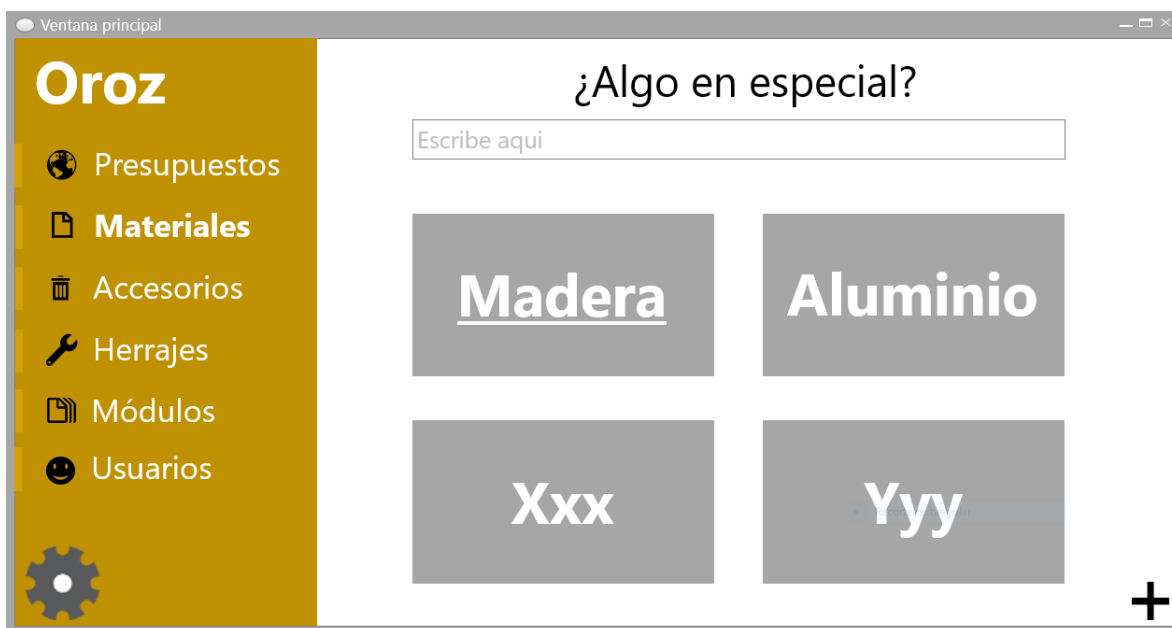 Ventana principal
Oroz
Presupuestos
Materiales
Accesorios
Herrajes
Módulos
Usuarios
¿Algo en especial?
Escribe aqui
Madera
Aluminio
Xxx
Yyy